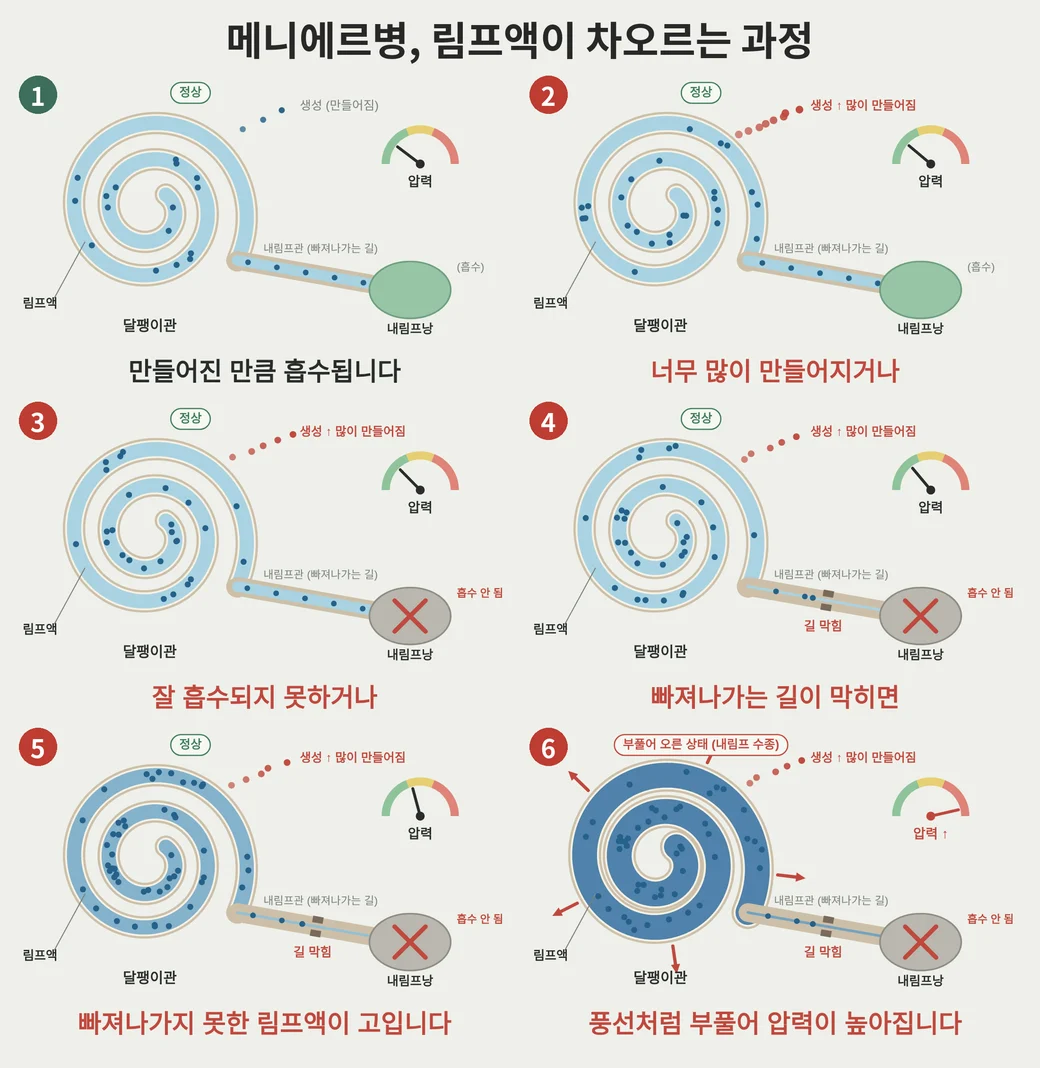 메니에르병, 림프액이 차오르는 과정
1
정상
생성 (만들어짐)
압력
내림프관 (빠져나가는 길)
(흡수)
림프액
달팽이관
내림프낭
만들어진 만큼 흡수됩니다
2
정상
생성 ↑ 많이 만들어짐
압력
내림프관 (빠져나가는 길)
(흡수)
림프액
달팽이관
내림프낭
너무 많이 만들어지거나
3
정상
생성 ↑ 많이 만들어짐
압력
내림프관 (빠져나가는 길)
흡수 안 됨
림프액
달팽이관
내림프낭
잘 흡수되지 못하거나
4
정상
생성 ↑ 많이 만들어짐
압력
내림프관 (빠져나가는 길)
흡수 안 됨
길 막힘
림프액
달팽이관
내림프낭
빠져나가는 길이 막히면
5
정상
생성 ↑ 많이 만들어짐
압력
내림프관 (빠져나가는 길)
흡수 안 됨
길 막힘
림프액
달팽이관
내림프낭
빠져나가지 못한 림프액이 고입니다
6
부풀어 오른 상태 (내림프 수종)
생성 ↑ 많이 만들어짐
압력 ↑
내림프관 (빠져나가는 길)
흡수 안 됨
길 막힘
림프액
달팽이관
내림프낭
풍선처럼 부풀어 압력이 높아집니다